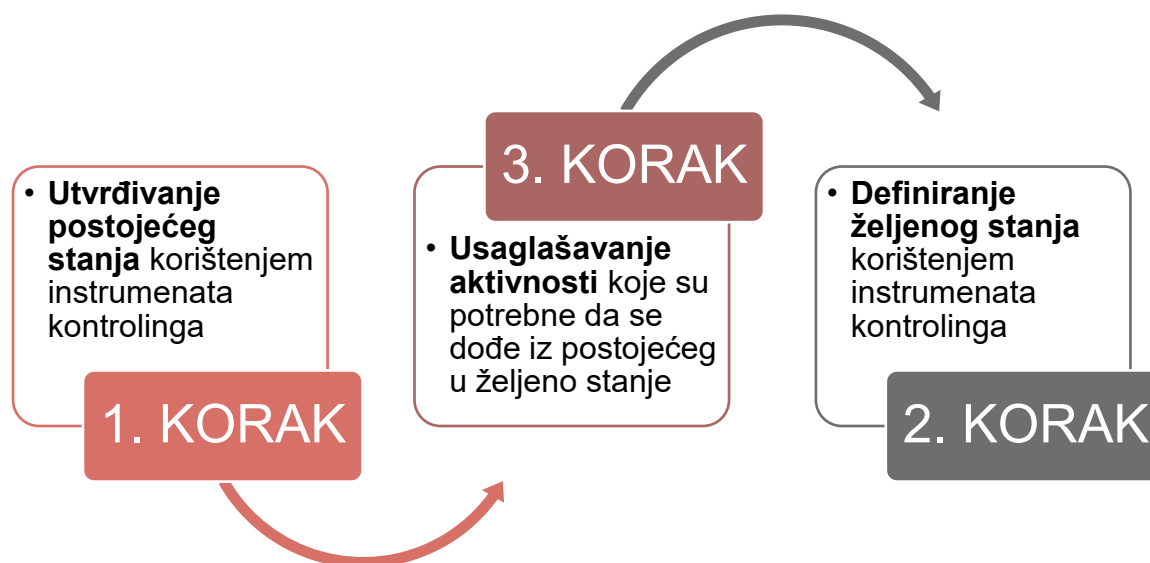 • Utvrđivanje
postojećeg
stanja korištenjem
instrumenata
kontrolinga
1. KORAK
3. KORAK
• Usaglašavanje
aktivnosti koje su
potrebne da se
dođe iz postojećeg
u željeno stanje
• Definiranje
željenog stanja
korištenjem
instrumenata
kontrolinga
2. KORAK